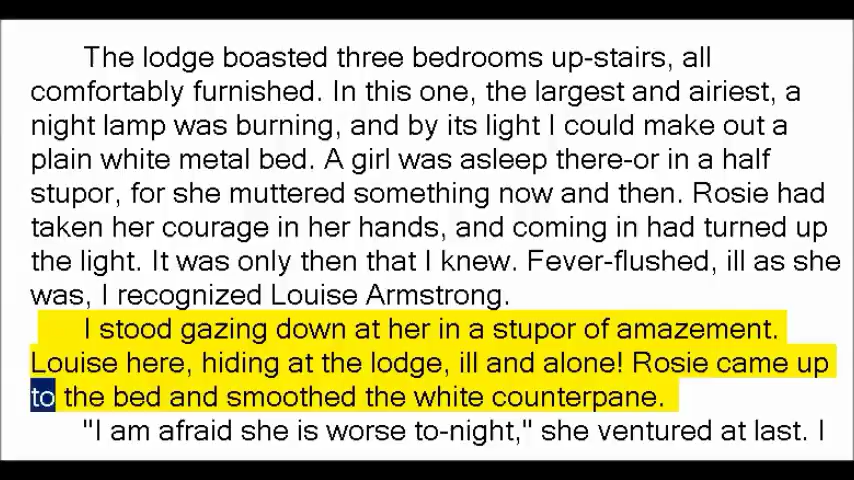 The lodge boasted three bedrooms up-stairs, all
comfortably furnished. In this one, the largest and airiest, a
night lamp was burning, and by its light I could make out a
plain white metal bed. A girl was asleep there-or in a half
stupor, for she muttered something now and then. Rosie had
taken her courage in her hands, and coming in had turned up
the light. It was only then that I knew. Fever-flushed, ill as she
was, I recognized Louise Armstrong.
I stood gazing down at her in a stupor of amazement.
Louise here, hiding at the lodge, ill and alone! Rosie came up
to the bed and smoothed the white counterpane.
"I am afraid she is worse to-night," she ventured at last. I